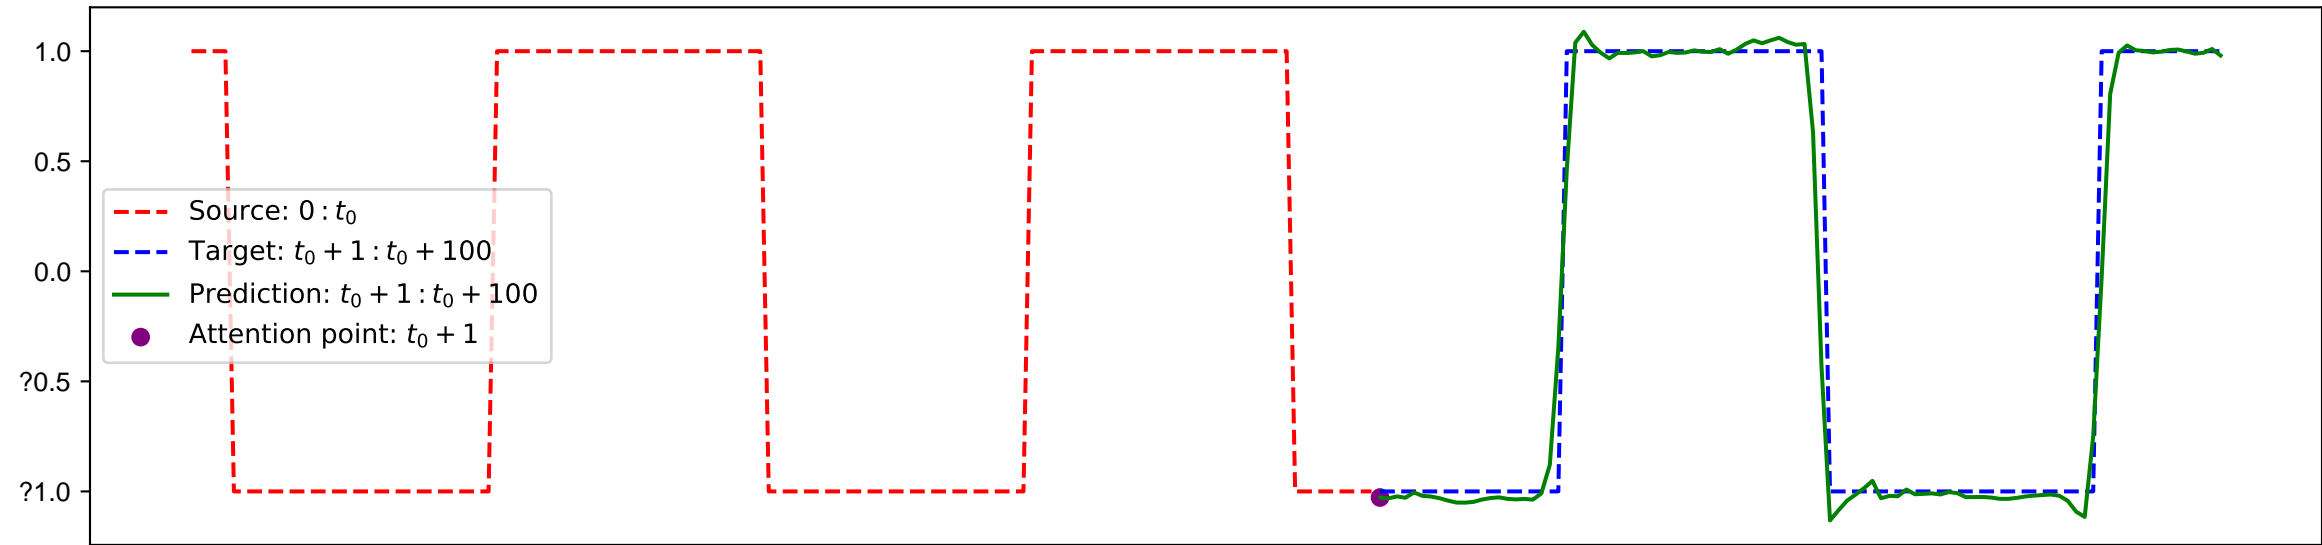 1.0
0.5
0.0
?0.5
?1.0
Source: 0 : t₀
Target: t₀ + 1 : t₀ + 100
Prediction: t₀ + 1 : t₀ + 100
Attention point: t₀ + 1